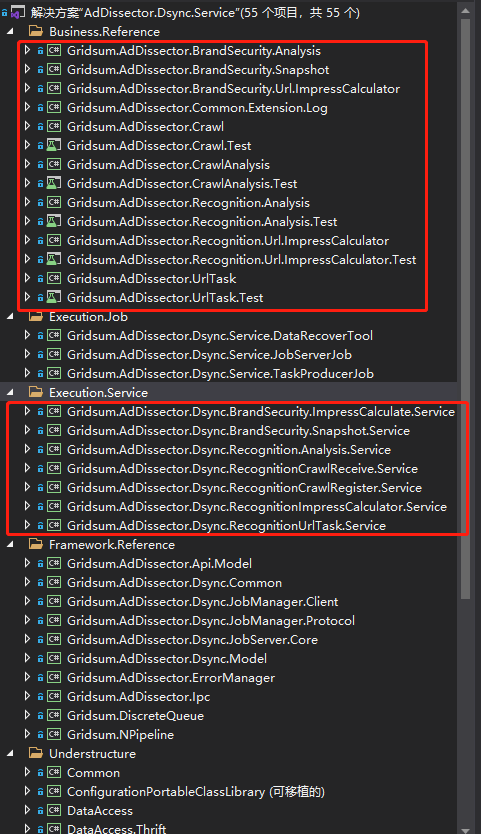 解决方案"AdDissector.Dsync.Service"(55 个项目，共 55 个)
Business.Reference
C# Gridsum.AdDissector.BrandSecurity.Analysis
C# Gridsum.AdDissector.BrandSecurity.Snapshot
C# Gridsum.AdDissector.BrandSecurity.Url.ImpressCalculator
C# Gridsum.AdDissector.Common.Extension.Log
C# Gridsum.AdDissector.Crawl
Gridsum.AdDissector.Crawl.Test
C# Gridsum.AdDissector.CrawlAnalysis
Gridsum.AdDissector.CrawlAnalysis.Test
C# Gridsum.AdDissector.Recognition.Analysis
Gridsum.AdDissector.Recognition.Analysis.Test
C# Gridsum.AdDissector.Recognition.Url.ImpressCalculator
Gridsum.AdDissector.Recognition.Url.ImpressCalculator.Test
C# Gridsum.AdDissector.UrlTask
Gridsum.AdDissector.UrlTask.Test
Execution.Job
C# Gridsum.AdDissector.Dsync.Service.DataRecoverTool
C# Gridsum.AdDissector.Dsync.Service.JobServerJob
C# Gridsum.AdDissector.Dsync.Service.TaskProducerJob
Execution.Service
C# Gridsum.AdDissector.Dsync.BrandSecurity.ImpressCalculate.Service
C# Gridsum.AdDissector.Dsync.BrandSecurity.Snapshot.Service
C# Gridsum.AdDissector.Dsync.Recognition.Analysis.Service
C# Gridsum.AdDissector.Dsync.RecognitionCrawlReceive.Service
C# Gridsum.AdDissector.Dsync.RecognitionCrawlRegister.Service
C# Gridsum.AdDissector.Dsync.RecognitionImpressCalculator.Service
C# Gridsum.AdDissector.Dsync.RecognitionUrlTask.Service
Framework.Reference
C# Gridsum.AdDissector.Api.Model
C# Gridsum.AdDissector.Dsync.Common
C# Gridsum.AdDissector.Dsync.JobManager.Client
C# Gridsum.AdDissector.Dsync.JobManager.Protocol
C# Gridsum.AdDissector.Dsync.JobServer.Core
C# Gridsum.AdDissector.Dsync.Model
C# Gridsum.AdDissector.ErrorManager
C# Gridsum.AdDissector.Ipc
C# Gridsum.DiscreteQueue
C# Gridsum.NPipeline
Understructure
C# Common
C# ConfigurationPortableClassLibrary (可移植的)
C# DataAccess
C# DataAccess.Thrift